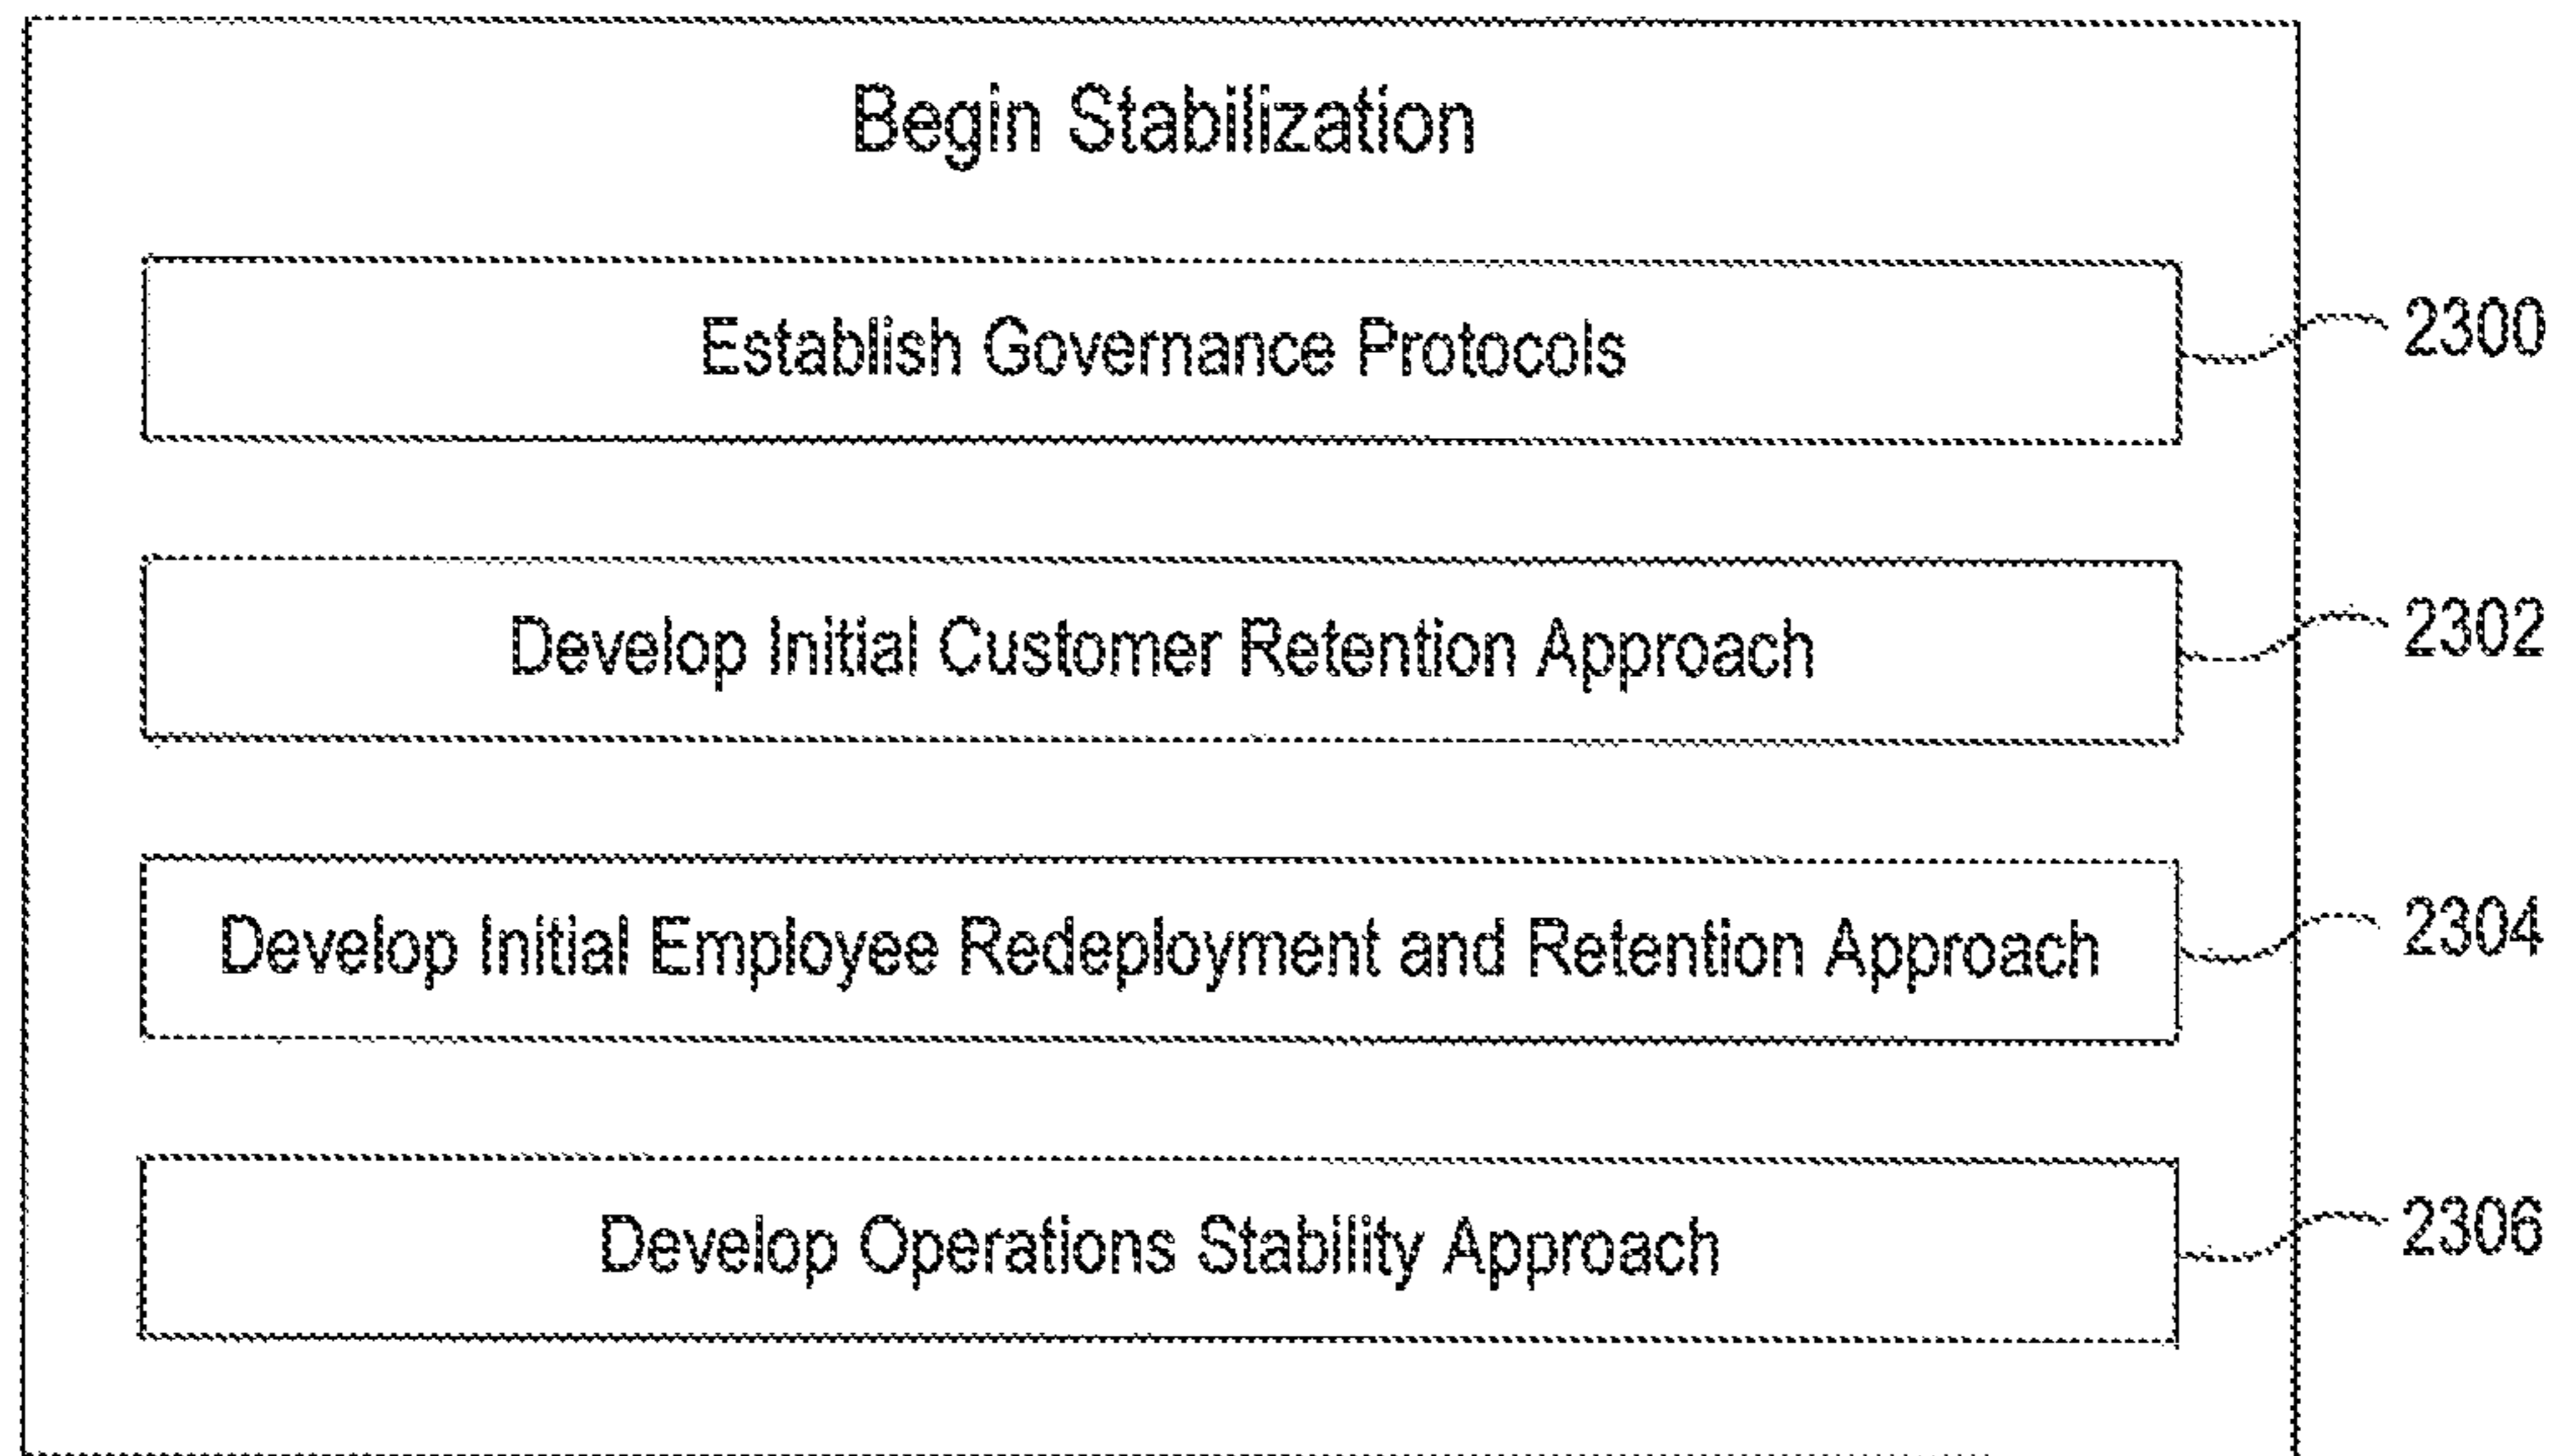 Begin Stabilization
Establish Governance Protocols
2300
Develop Initial Customer Retention Approach
2302
Develop Initial Employee Redeployment and Retention Approach
2304
Develop Operations Stability Approach
2306